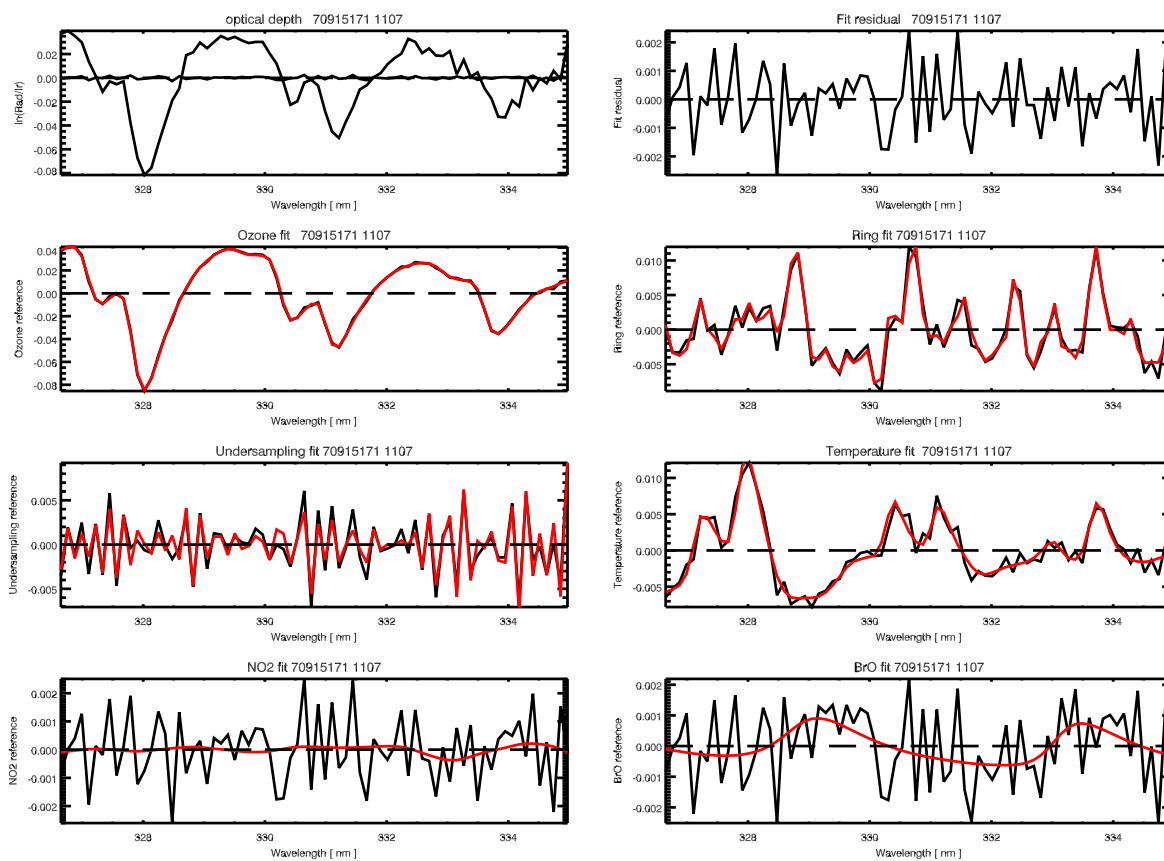 optical depth 70915171 1107
ln(Rad/Ir)
0.02
0.00
-0.02
-0.04
-0.06
-0.08
328 330 332 334
Wavelength [ nm ]
Fit residual 70915171 1107
Fit residual
0.002
0.001
0.000
-0.001
-0.002
328 330 332 334
Wavelength [ nm ]
Ozone fit 70915171 1107
Ozone reference
0.04
0.02
0.00
-0.02
-0.04
-0.06
-0.08
328 330 332 334
Wavelength [ nm ]
Ring fit 70915171 1107
Ring reference
0.010
0.005
0.000
-0.005
328 330 332 334
Wavelength [ nm ]
Undersampling fit 70915171 1107
Undersampling reference
0.005
0.000
-0.005
328 330 332 334
Wavelength [ nm ]
Temperature fit 70915171 1107
Temperature reference
0.010
0.005
0.000
-0.005
328 330 332 334
Wavelength [ nm ]
NO2 fit 70915171 1107
NO2 reference
0.002
0.001
0.000
-0.001
-0.002
328 330 332 334
Wavelength [ nm ]
BrO fit 70915171 1107
BrO reference
0.002
0.001
0.000
-0.001
-0.002
328 330 332 334
Wavelength [ nm ]